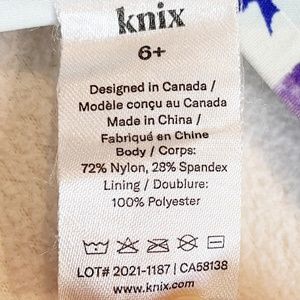 knix
6+
Designed in Canada /
Modèle conçu au Canada
Made in China /
Fabriqué en Chine
Body / Corps:
72% Nylon, 28% Spandex
Lining / Doublure:
100% Polyester
LOT# 2021-1187 | CA58138
www.knix.com